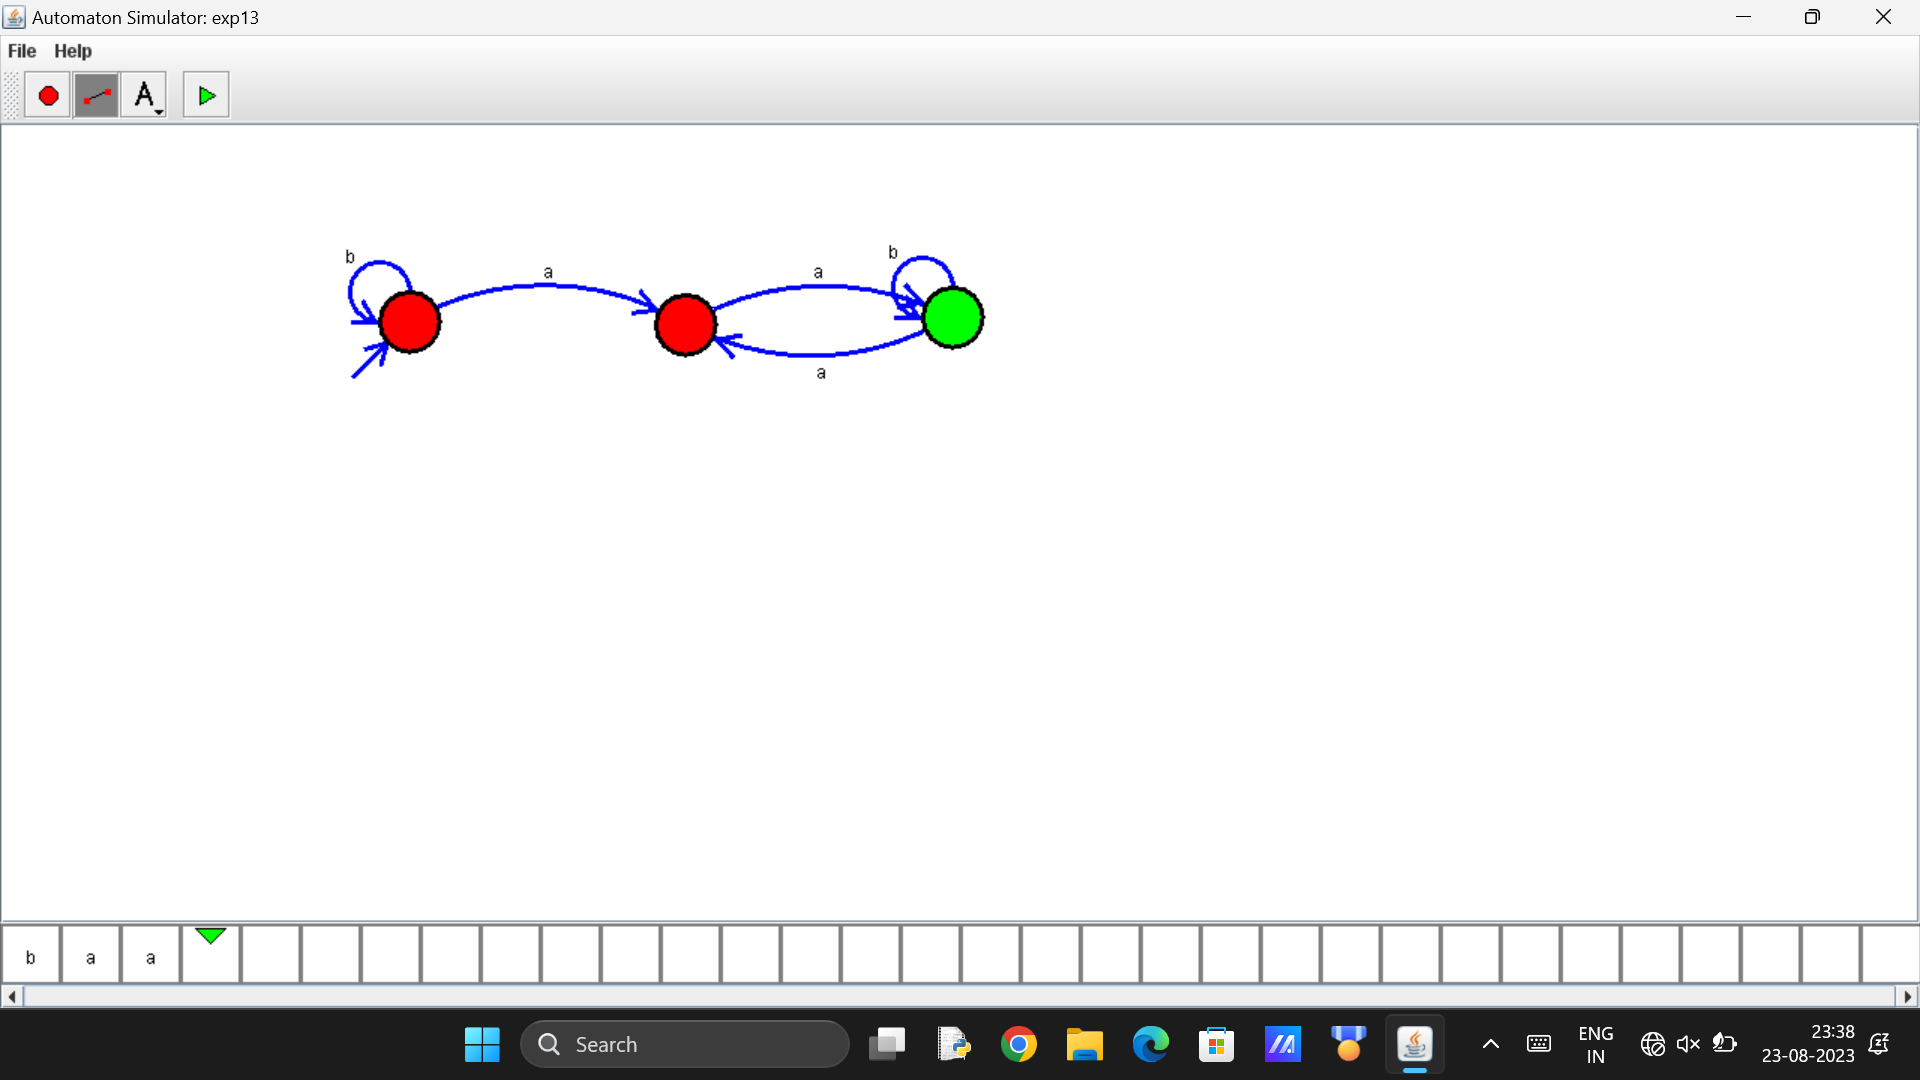 Automaton Simulator: exp13
File Help
A
b
a
a
b
a
b a a
Search
ENG
IN
23:38
23-08-2023